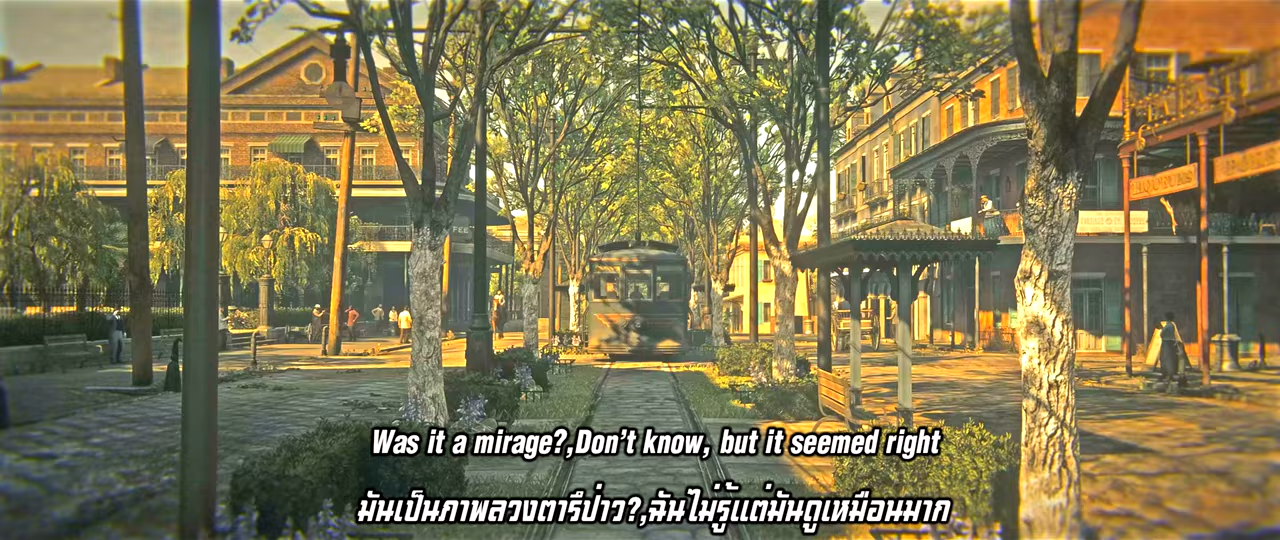 FEE
Was it a mirage?,Don't know, but it seemed right
มันเป็นภาพลวงตารึป่าว?,ฉันไม่รู้แต่มันดูเหมือนมาก